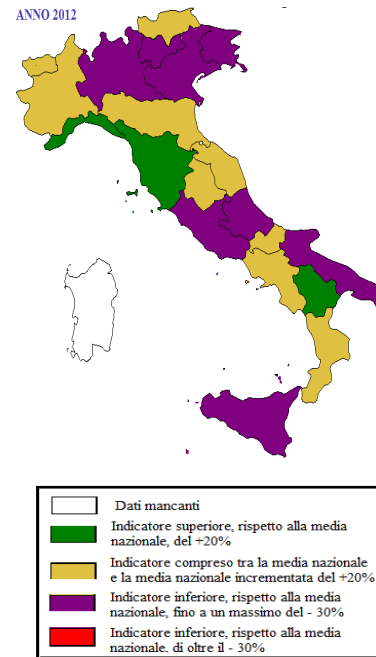 ANNO 2012
Dati mancanti
Indicatore superiore, rispetto alla media
nazionale, del +20%
Indicatore compreso tra la media nazionale
e la media nazionale incrementata del +20%
Indicatore inferiore, rispetto alla media
nazionale, fino a un massimo del - 30%
Indicatore inferiore, rispetto alla media
nazionale, di oltre il - 30%